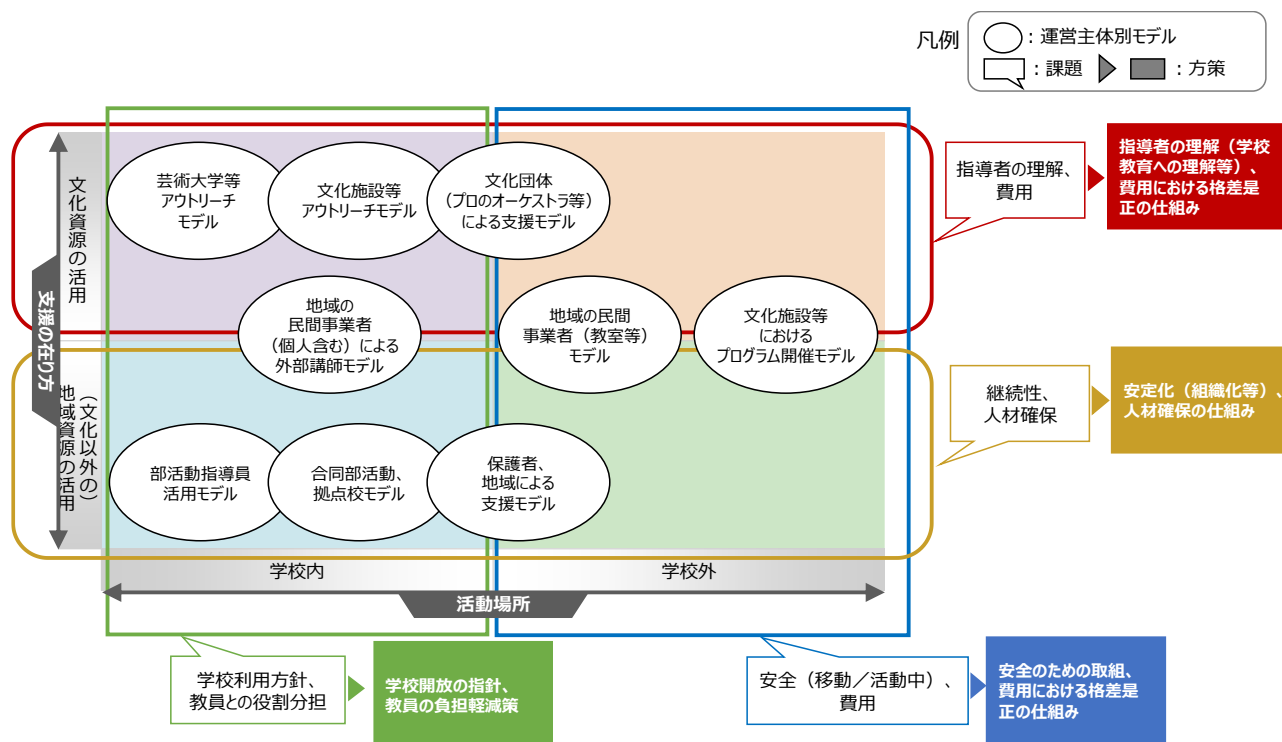 凡例
：運営主体別モデル
：課題
：方策
文化資源の活用
支援の在り方
（文化以外の）
地域資源の活用
芸術大学等
アウトリーチ
モデル
文化施設等
アウトリーチモデル
文化団体
（プロのオーケストラ等）
による支援モデル
地域の
民間事業者
（個人含む）による
外部講師モデル
地域の民間
事業者（教室等）
モデル
文化施設等
における
プログラム開催モデル
部活動指導員
活用モデル
合同部活動、
拠点校モデル
保護者、
地域による
支援モデル
指導者の理解、
費用
指導者の理解（学校
教育への理解等）、
費用における格差是
正の仕組み
継続性、
人材確保
安定化（組織化等）、
人材確保の仕組み
学校内
学校外
活動場所
学校利用方針、
教員との役割分担
学校開放の指針、
教員の負担軽減策
安全（移動／活動中）、
費用
安全のための取組、
費用における格差是
正の仕組み